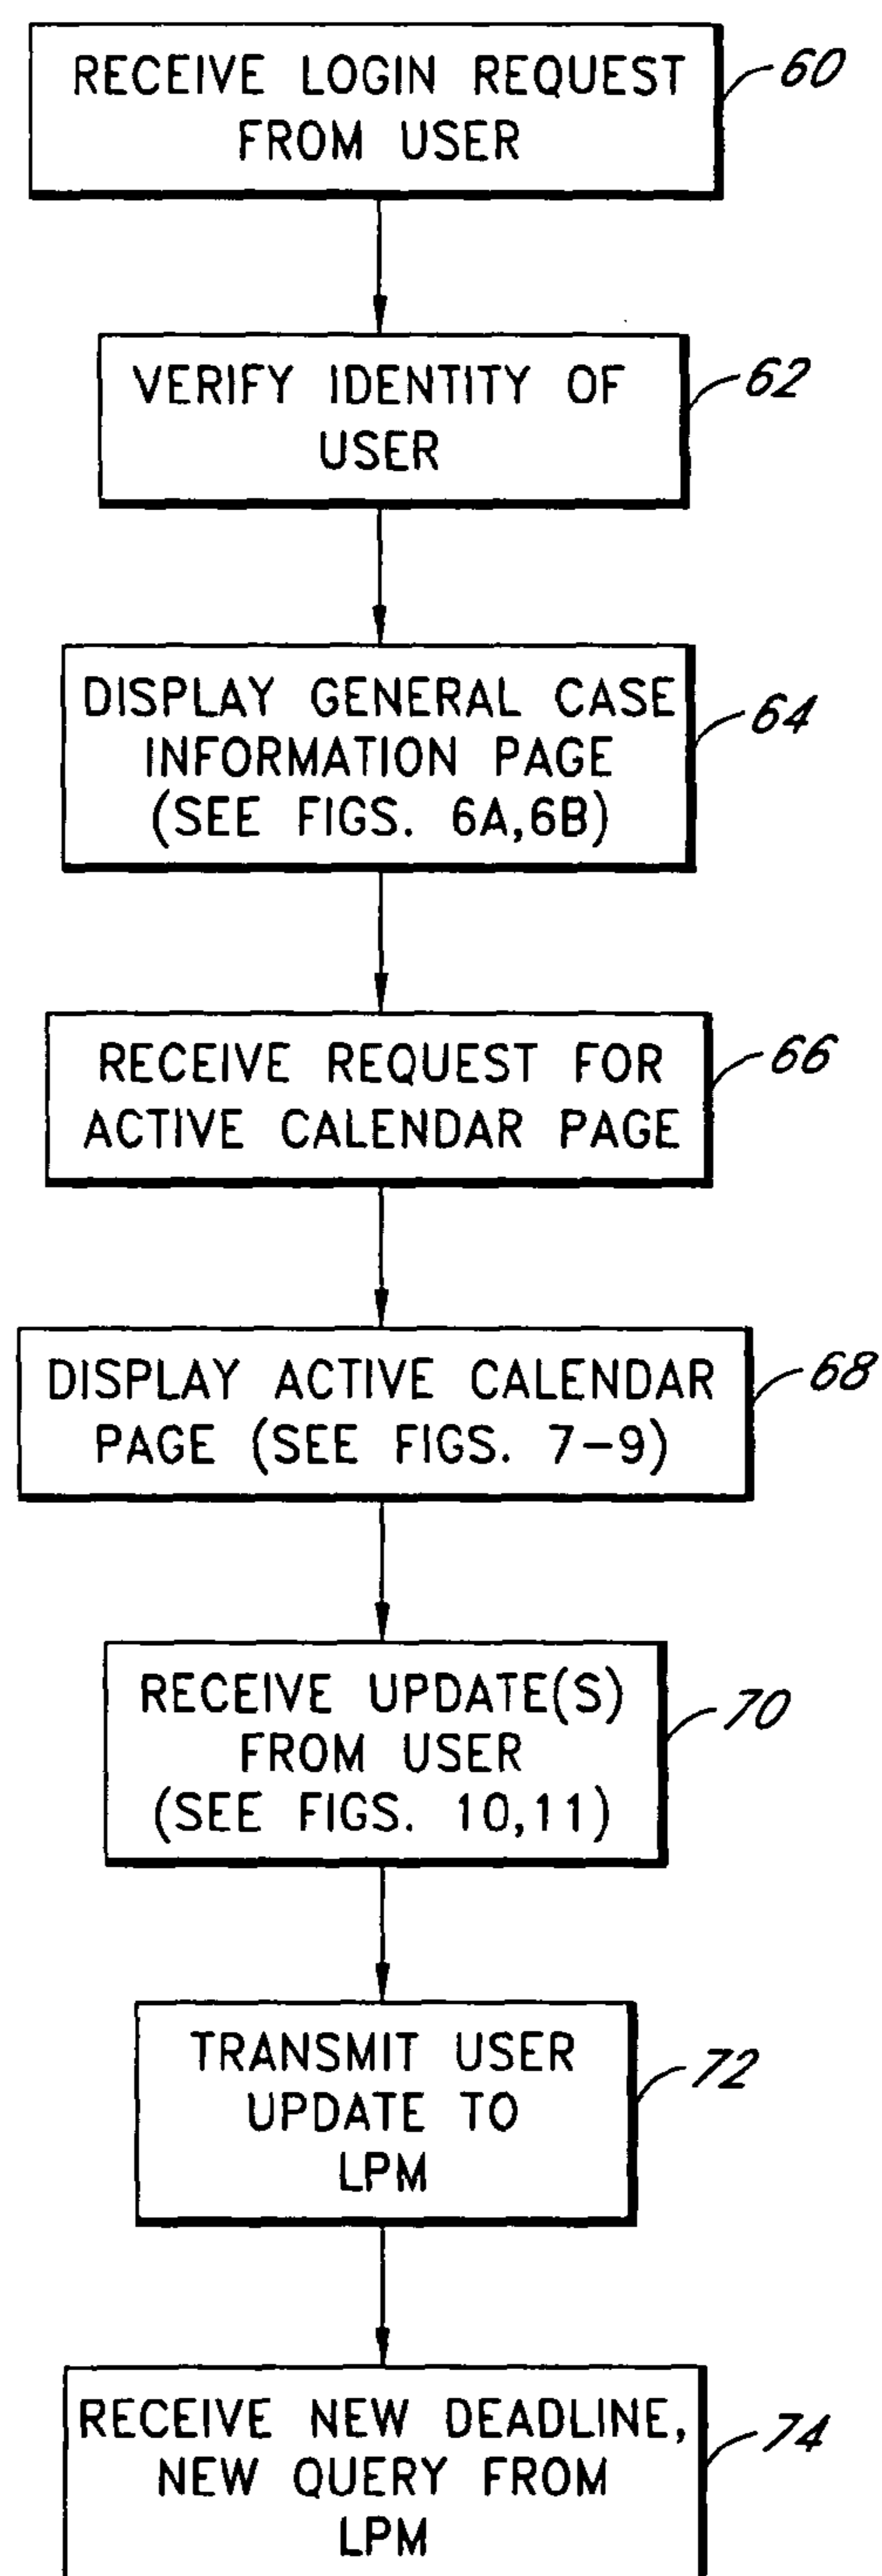 RECEIVE LOGIN REQUEST
FROM USER
60
VERIFY IDENTITY OF
USER
62
DISPLAY GENERAL CASE
INFORMATION PAGE
(SEE FIGS. 6A,6B)
64
RECEIVE REQUEST FOR
ACTIVE CALENDAR PAGE
66
DISPLAY ACTIVE CALENDAR
PAGE (SEE FIGS. 7-9)
68
RECEIVE UPDATE(S)
FROM USER
(SEE FIGS. 10,11)
70
TRANSMIT USER
UPDATE TO
LPM
72
RECEIVE NEW DEADLINE,
NEW QUERY FROM
LPM
74